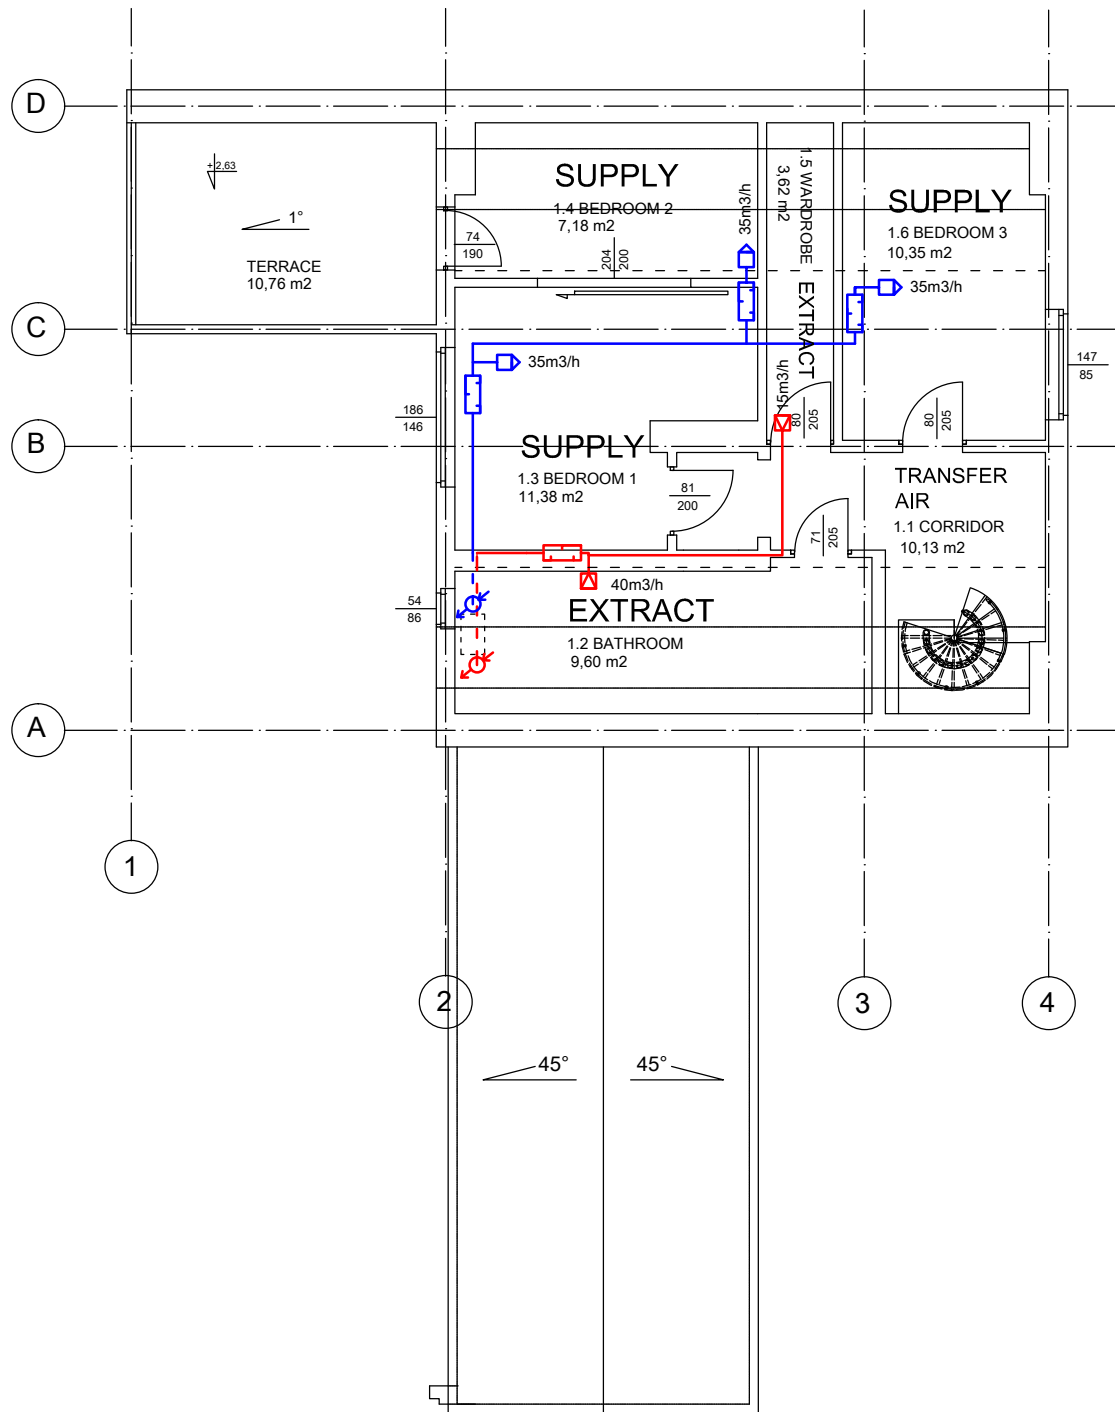 D
+2,63
1°
TERRACE
10,76 m2
74
190
SUPPLY
1.4 BEDROOM 2
7,18 m2
204
200
35m3/h
1.5 WARDROBE
3,62 m2
EXTRACT
15m3/h
SUPPLY
1.6 BEDROOM 3
10,35 m2
35m3/h
C
35m3/h
147
85
186
146
B
SUPPLY
1.3 BEDROOM 1
11,38 m2
81
200
80
205
80
205
TRANSFER
AIR
1.1 CORRIDOR
10,13 m2
71
205
54
86
40m3/h
EXTRACT
1.2 BATHROOM
9,60 m2
A
1
2
3
4
45°
45°